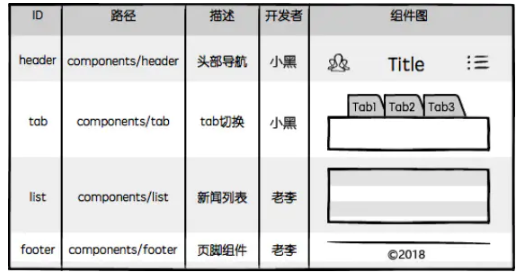 ID 路径 描述 开发者 组件图
header components/header 头部导航 小黑 Title
tab components/tab tab切换 小黑 Tab1 Tab2 Tab3
list components/list 新闻列表 老李
footer components/footer 页脚组件 老李 ©2018